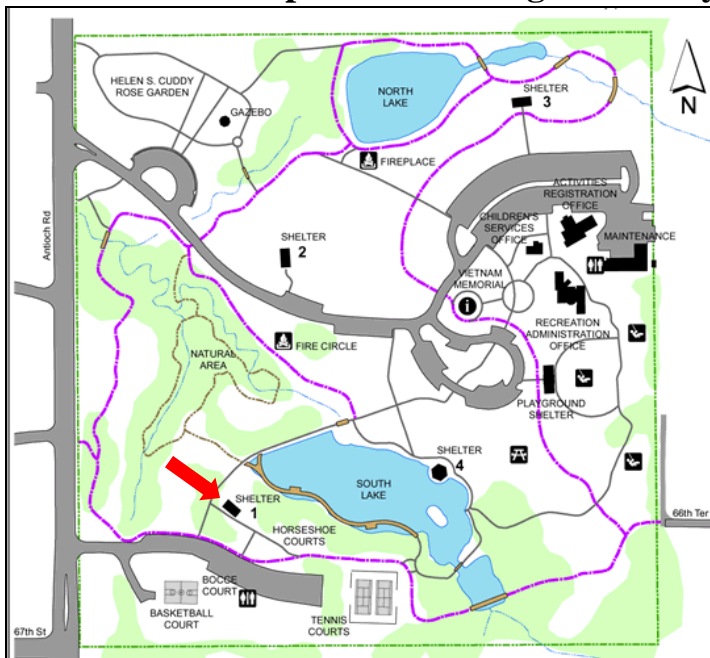 HELEN S. CUDDY
ROSE GARDEN
GAZEBO
NORTH
LAKE
SHELTER
3
N
FIREPLACE
ACTIVITIES
REGISTRATION
OFFICE
CHILDREN'S
SERVICES
OFFICE
MAINTENANCE
Antioch Rd
SHELTER
2
VIETNAM
MEMORIAL
i
RECREATION
ADMINISTRATION
OFFICE
FIRE CIRCLE
NATURAL
AREA
PLAYGROUND
SHELTER
SHELTER
4
SOUTH
LAKE
SHELTER
1
HORSESHOE
COURTS
66th Ter
BOCCE
COURT
BASKETBALL
COURT
TENNIS
COURTS
67th St